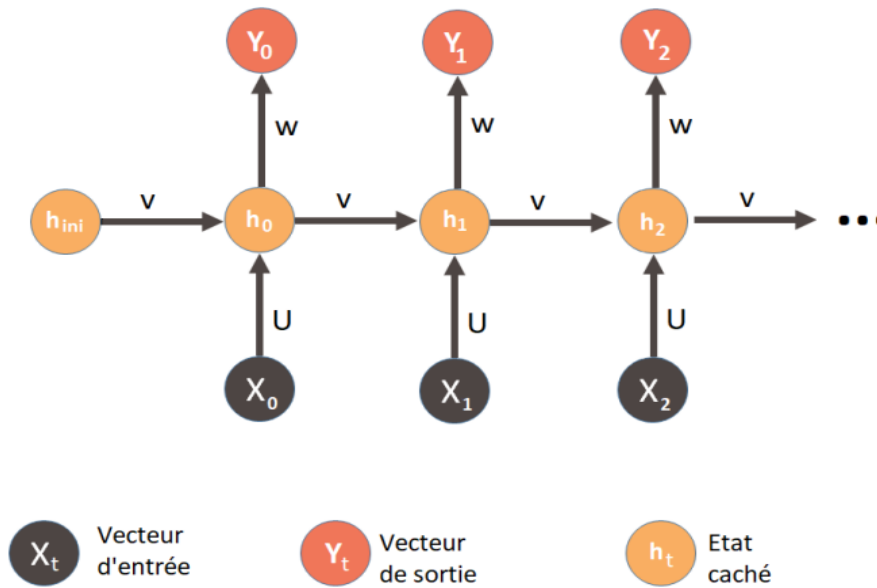 Y0 Y1 Y2
w w w
v v v v
hini h0 h1 h2 ...
U U U
X0 X1 X2
Xt Vecteur d'entrée
Yt Vecteur de sortie
ht Etat caché